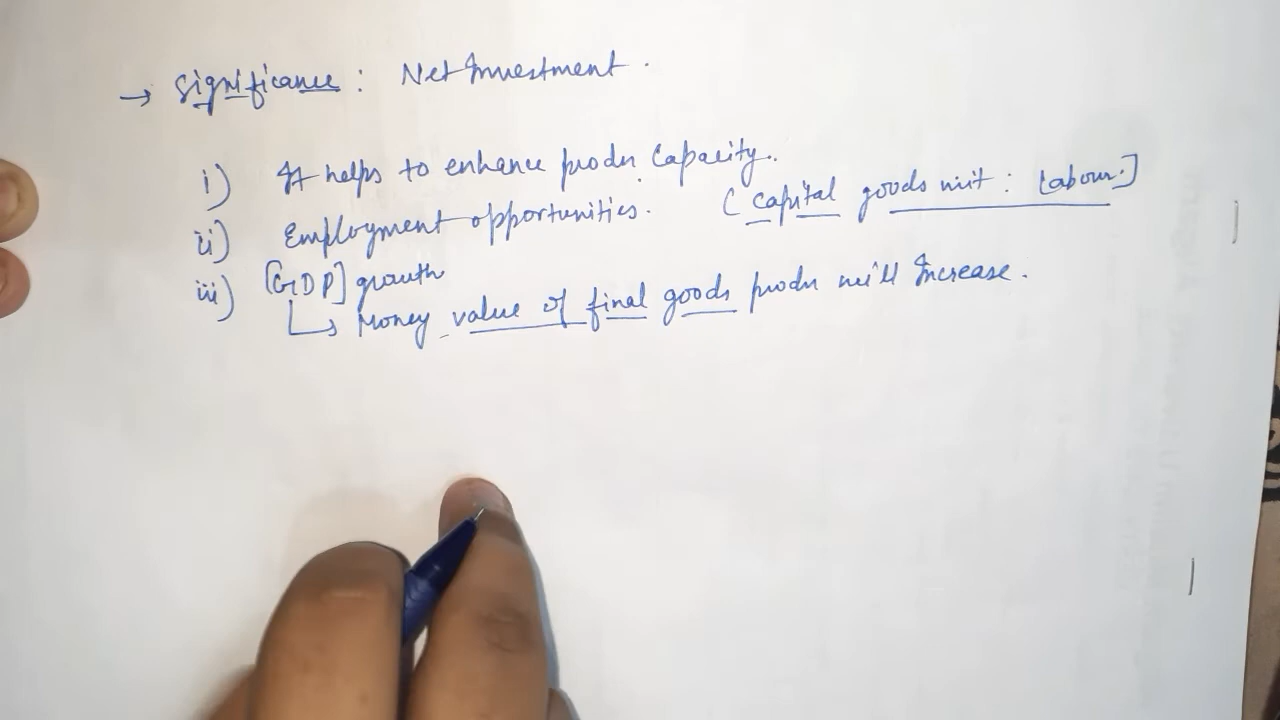 → Significance : Net Investment .
i) It helps to enhance prodn Capacity.
ii) Employment opportunities. ( Capital goods unit : Labour.]
iii) [GDP] growth
↳ Money value of final goods prodn will Increase .